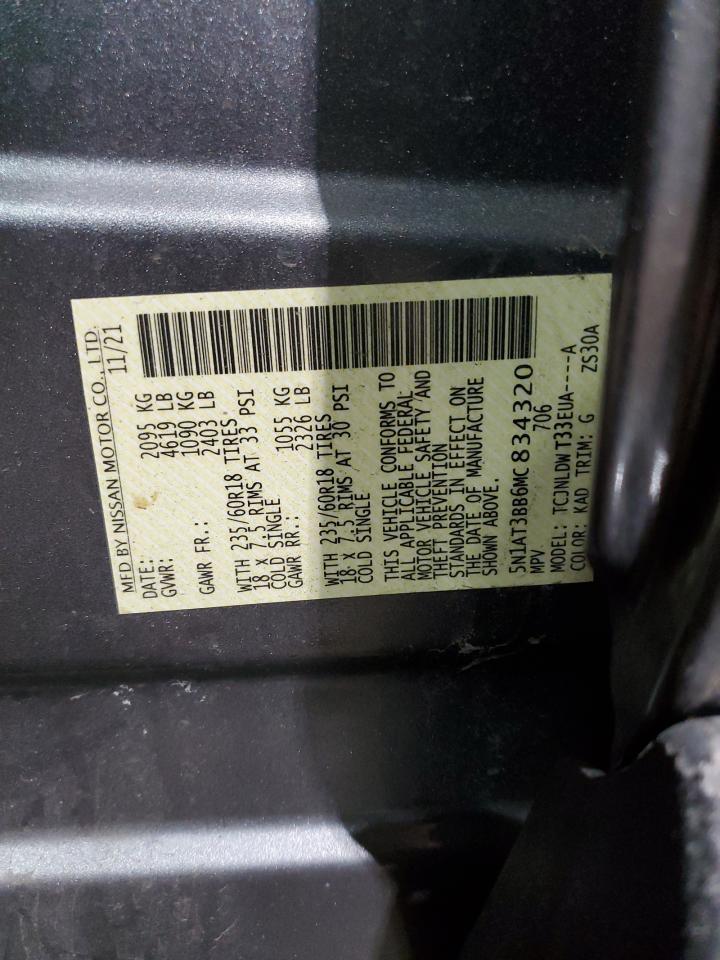 MFD BY NISSAN MOTOR CO., LTD.
DATE: 11/21
GVWR: 2095 KG
4619 LB
GAWR FR.: 1090 KG
2403 LB
WITH 235/60R18 TIRES
18 X 7.5 RIMS AT 33 PSI
COLD SINGLE
GAWR RR.: 1055 KG
2326 LB
WITH 235/60R18 TIRES
18 X 7.5 RIMS AT 30 PSI
COLD SINGLE
THIS VEHICLE CONFORMS TO
ALL APPLICABLE FEDERAL
MOTOR VEHICLE SAFETY AND
THEFT PREVENTION
STANDARDS IN EFFECT ON
THE DATE OF MANUFACTURE
SHOWN ABOVE.
5N1AT3BB6MC834320
MPV 706
MODEL: TCJNLDW T33EUA----A
COLOR: KAD TRIM: G ZS30A